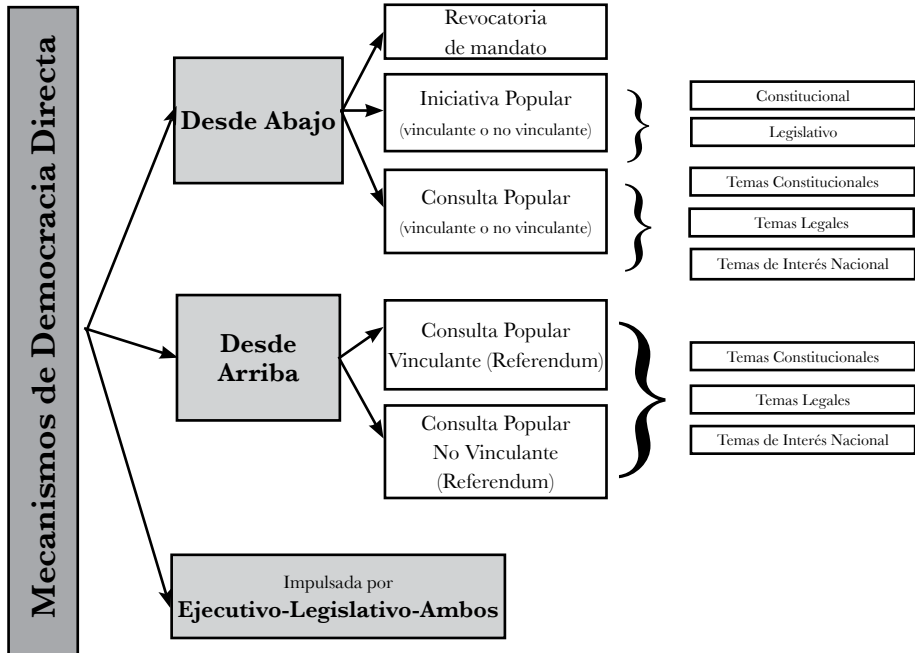 Mecanismos de Democracia Directa
Desde Abajo
Revocatoria
de mandato
Iniciativa Popular
(vinculante o no vinculante)
Constitucional
Legislativo
Consulta Popular
(vinculante o no vinculante)
Temas Constitucionales
Temas Legales
Temas de Interés Nacional
Desde
Arriba
Consulta Popular
Vinculante (Referendum)
Consulta Popular
No Vinculante
(Referendum)
Temas Constitucionales
Temas Legales
Temas de Interés Nacional
Impulsada por
Ejecutivo-Legislativo-Ambos